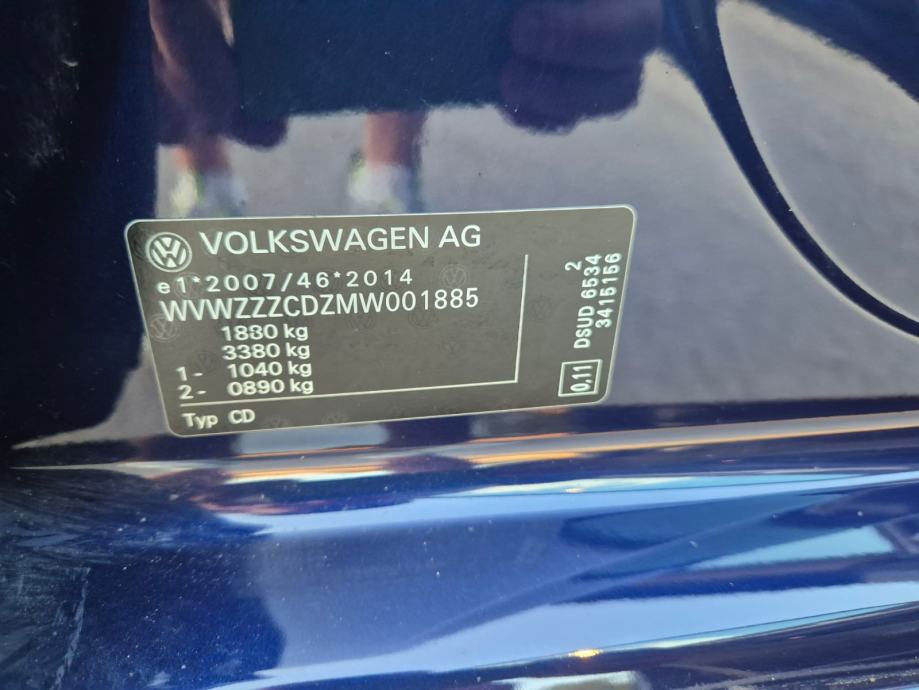 VOLKSWAGEN AG
e1*2007/46*2014
WVWZZZCDZMW001885
1880 kg
3380 kg
1 - 1040 kg
2 - 0890 kg
Typ CD
2
DSUD 6534
3415156
0.11